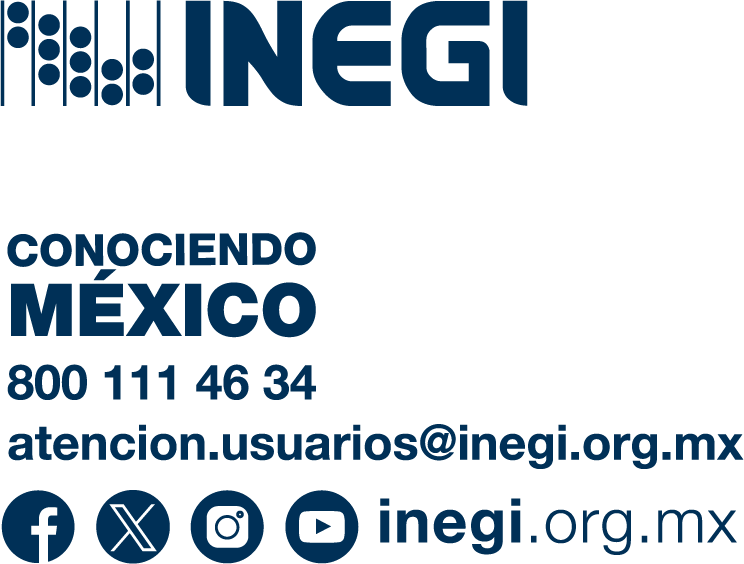 INEGI
CONOCIENDO
MÉXICO
800 111 46 34
atencion.usuarios@inegi.org.mx
inegi.org.mx